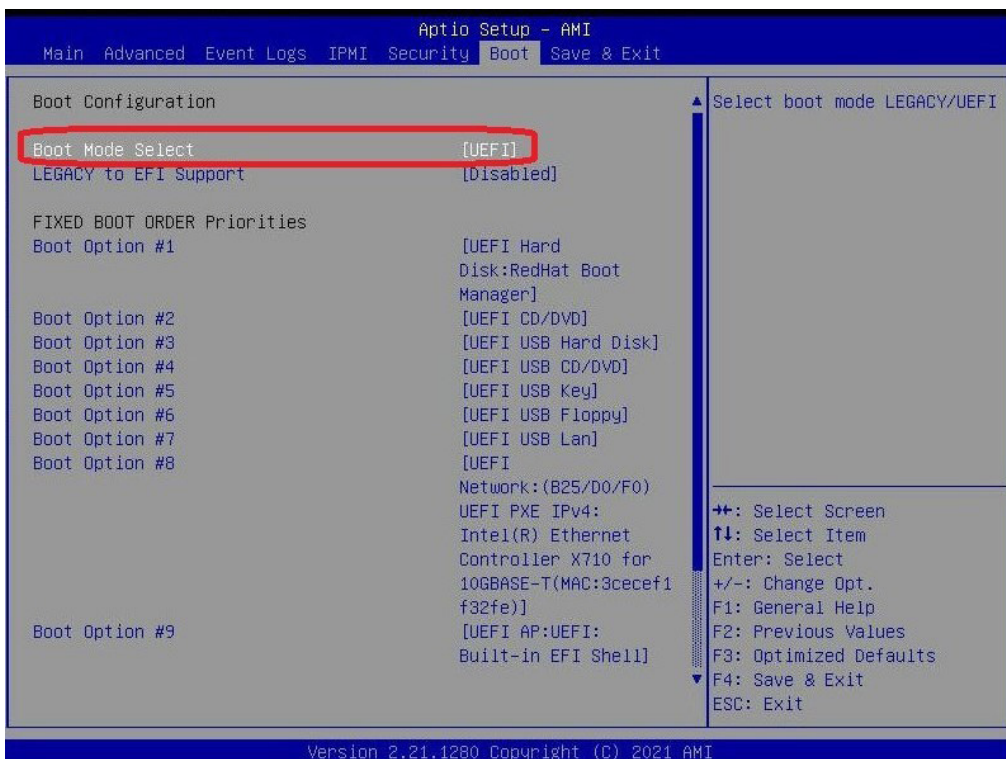 Aptio Setup - AMI
Main Advanced Event Logs IPMI Security Boot Save & Exit
Boot Configuration
Boot Mode Select [UEFI]
LEGACY to EFI Support [Disabled]
FIXED BOOT ORDER Priorities
Boot Option #1 [UEFI Hard
Disk:RedHat Boot
Manager]
Boot Option #2 [UEFI CD/DVD]
Boot Option #3 [UEFI USB Hard Disk]
Boot Option #4 [UEFI USB CD/DVD]
Boot Option #5 [UEFI USB Key]
Boot Option #6 [UEFI USB Floppy]
Boot Option #7 [UEFI USB Lan]
Boot Option #8 [UEFI
Network:(B25/D0/F0)
UEFI PXE IPv4:
Intel(R) Ethernet
Controller X710 for
10GBASE-T(MAC:3cecef1
f32fe)]
Boot Option #9 [UEFI AP:UEFI:
Built-in EFI Shell]
Select boot mode LEGACY/UEFI
→←: Select Screen
↑↓: Select Item
Enter: Select
+/-: Change Opt.
F1: General Help
F2: Previous Values
F3: Optimized Defaults
F4: Save & Exit
ESC: Exit
Version 2.21.1280 Copyright (C) 2021 AMI